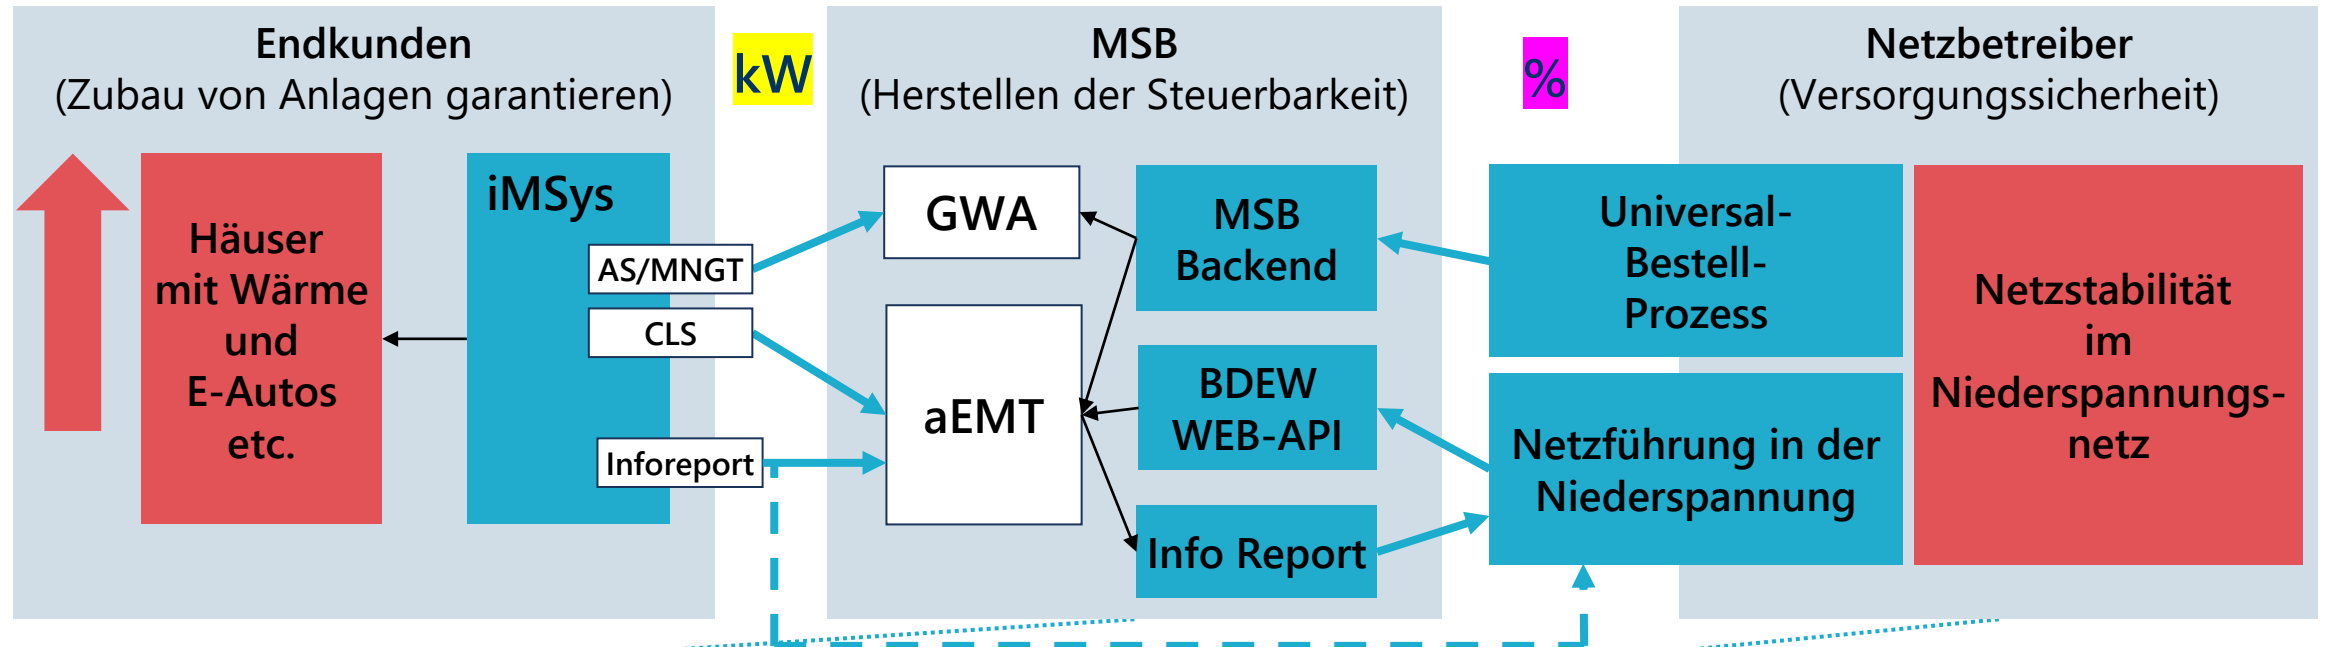 Endkunden
(Zubau von Anlagen garantieren)
kW
MSB
(Herstellen der Steuerbarkeit)
%
Netzbetreiber
(Versorgungssicherheit)
Häuser
mit Wärme
und
E-Autos
etc.
iMSys
AS/MNGT
CLS
Inforeport
GWA
aEMT
MSB
Backend
BDEW
WEB-API
Info Report
Universal-
Bestell-
Prozess
Netzführung in der
Niederspannung
Netzstabilität
im
Niederspannungs-
netz